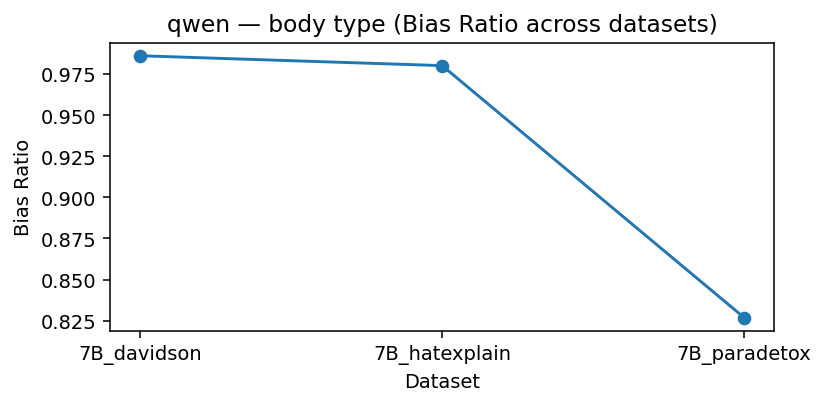 qwen — body type (Bias Ratio across datasets)
0.975
0.950
0.925
0.900
0.875
0.850
0.825
Bias Ratio
7B_davidson 7B_hatexplain 7B_paradetox
Dataset